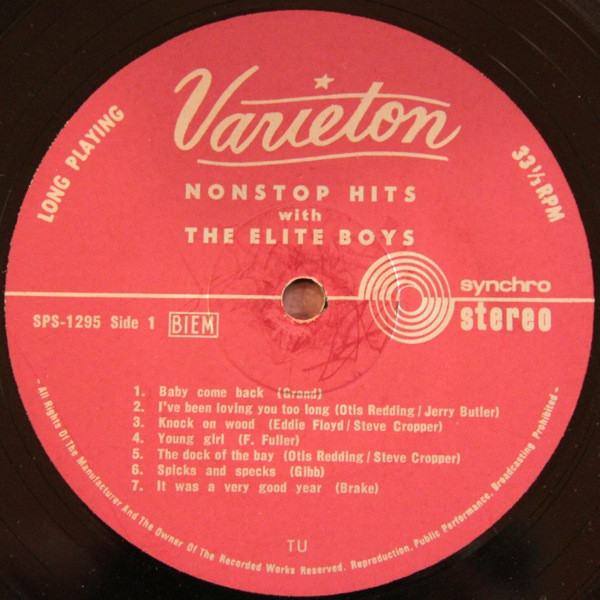 Varieton
LONG PLAYING
33⅓ RPM
NONSTOP HITS
with
THE ELITE BOYS
synchro
stereo
SPS-1295 Side 1 BIEM
1. Baby come back (Grand)
2. I've been loving you too long (Otis Redding/Jerry Butler)
3. Knock on wood (Eddie Floyd/Steve Cropper)
4. Young girl (F. Fuller)
5. The dock of the bay (Otis Redding/Steve Cropper)
6. Spicks and specks (Gibb)
7. It was a very good year (Brake)
- All Rights Of The Manufacturer And The Owner Of The Recorded Works Reserved. Reproduction, Public Performance, Broadcasting Prohibited -
TU